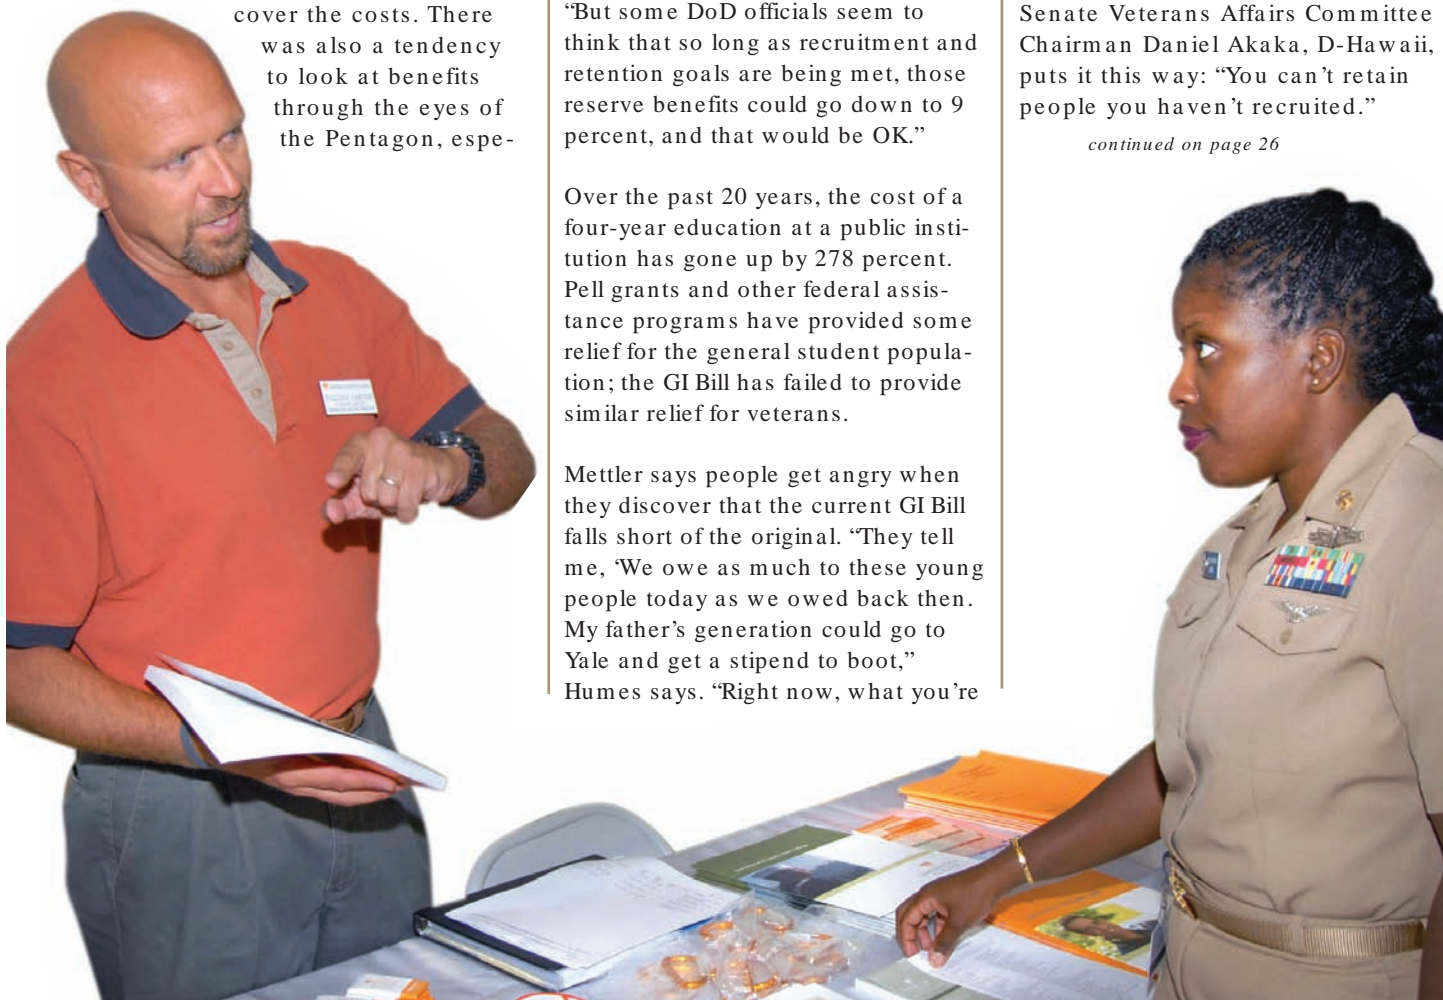 cover the costs. There
was also a tendency
to look at benefits
through the eyes of
the Pentagon, espe-
“But some DoD officials seem to
think that so long as recruitment and
retention goals are being met, those
reserve benefits could go down to 9
percent, and that would be OK.”
Over the past 20 years, the cost of a
four-year education at a public insti-
tution has gone up by 278 percent.
Pell grants and other federal assis-
tance programs have provided some
relief for the general student popula-
tion; the GI Bill has failed to provide
similar relief for veterans.
Mettler says people get angry when
they discover that the current GI Bill
falls short of the original. “They tell
me, ‘We owe as much to these young
people today as we owed back then.
My father’s generation could go to
Yale and get a stipend to boot,”
Humes says. “Right now, what you’re
Senate Veterans Affairs Committee
Chairman Daniel Akaka, D-Hawaii,
puts it this way: “You can’t retain
people you haven’t recruited.”
continued on page 26